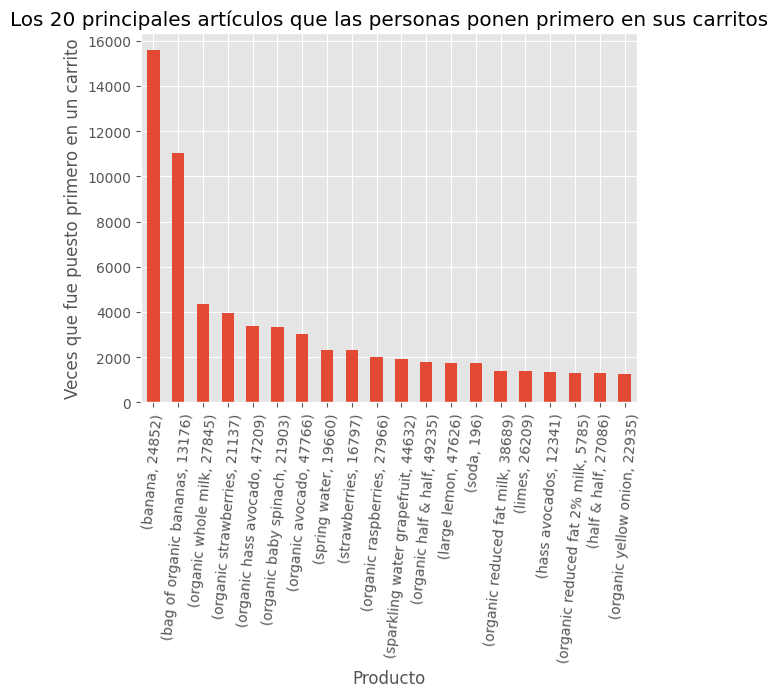 Los 20 principales artículos que las personas ponen primero en sus carritos
Veces que fue puesto primero en un carrito
16000
14000
12000
10000
8000
6000
4000
2000
0
(banana, 24852)
(bag of organic bananas, 13176)
(organic whole milk, 27845)
(organic strawberries, 21137)
(organic hass avocado, 47209)
(organic baby spinach, 21903)
(organic avocado, 47766)
(spring water, 19660)
(strawberries, 16797)
(organic raspberries, 27966)
(sparkling water grapefruit, 44632)
(organic half & half, 49235)
(large lemon, 47626)
(soda, 196)
(organic reduced fat milk, 38689)
(limes, 26209)
(hass avocados, 12341)
(organic reduced fat 2% milk, 5785)
(half & half, 27086)
(organic yellow onion, 22935)
Producto